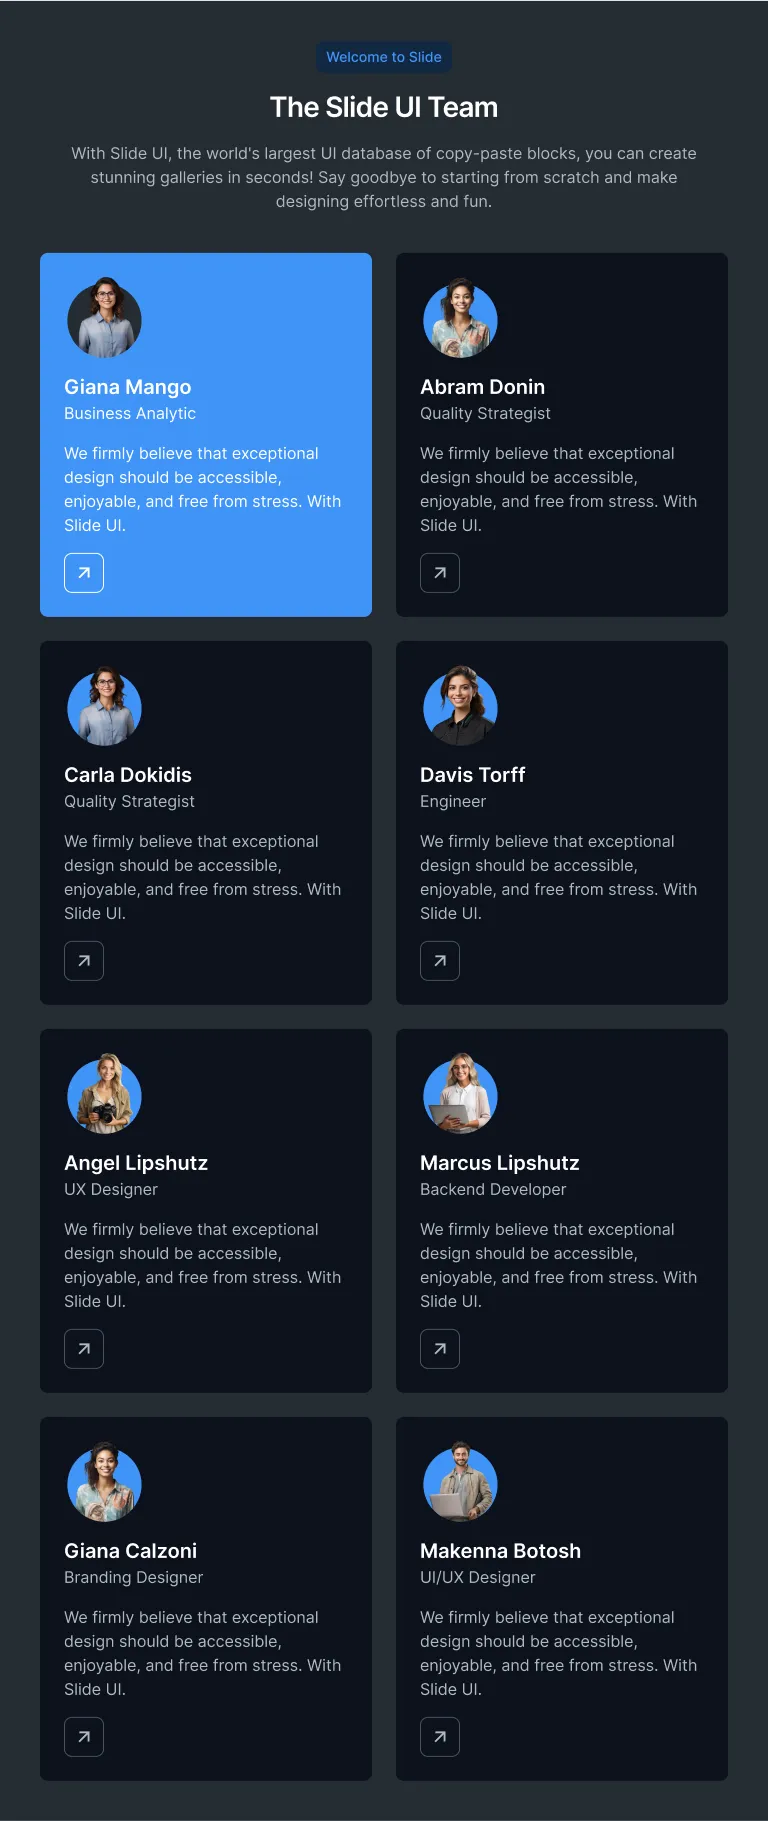 Welcome to Slide
The Slide UI Team
With Slide UI, the world's largest UI database of copy-paste blocks, you can create
stunning galleries in seconds! Say goodbye to starting from scratch and make
designing effortless and fun.
Giana Mango
Business Analytic
We firmly believe that exceptional
design should be accessible,
enjoyable, and free from stress. With
Slide UI.
Abram Donin
Quality Strategist
We firmly believe that exceptional
design should be accessible,
enjoyable, and free from stress. With
Slide UI.
Carla Dokidis
Quality Strategist
We firmly believe that exceptional
design should be accessible,
enjoyable, and free from stress. With
Slide UI.
Davis Torff
Engineer
We firmly believe that exceptional
design should be accessible,
enjoyable, and free from stress. With
Slide UI.
Angel Lipshutz
UX Designer
We firmly believe that exceptional
design should be accessible,
enjoyable, and free from stress. With
Slide UI.
Marcus Lipshutz
Backend Developer
We firmly believe that exceptional
design should be accessible,
enjoyable, and free from stress. With
Slide UI.
Giana Calzoni
Branding Designer
We firmly believe that exceptional
design should be accessible,
enjoyable, and free from stress. With
Slide UI.
Makenna Botosh
UI/UX Designer
We firmly believe that exceptional
design should be accessible,
enjoyable, and free from stress. With
Slide UI.